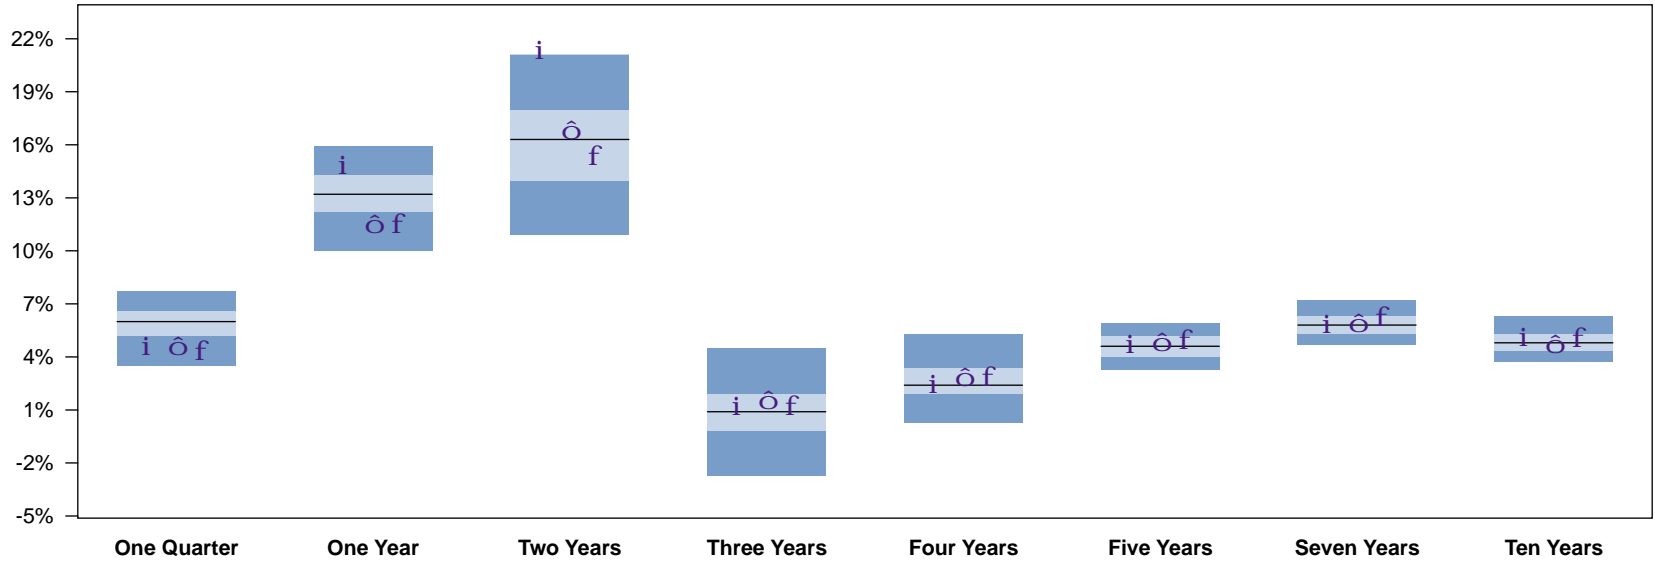 22%
19%
16%
13%
10%
7%
4%
1%
-2%
-5%
i ô f
i ô f
i ô f
i ô f
i ô f
i ô f
i ô f
i ô f
One Quarter One Year Two Years Three Years Four Years Five Years Seven Years Ten Years